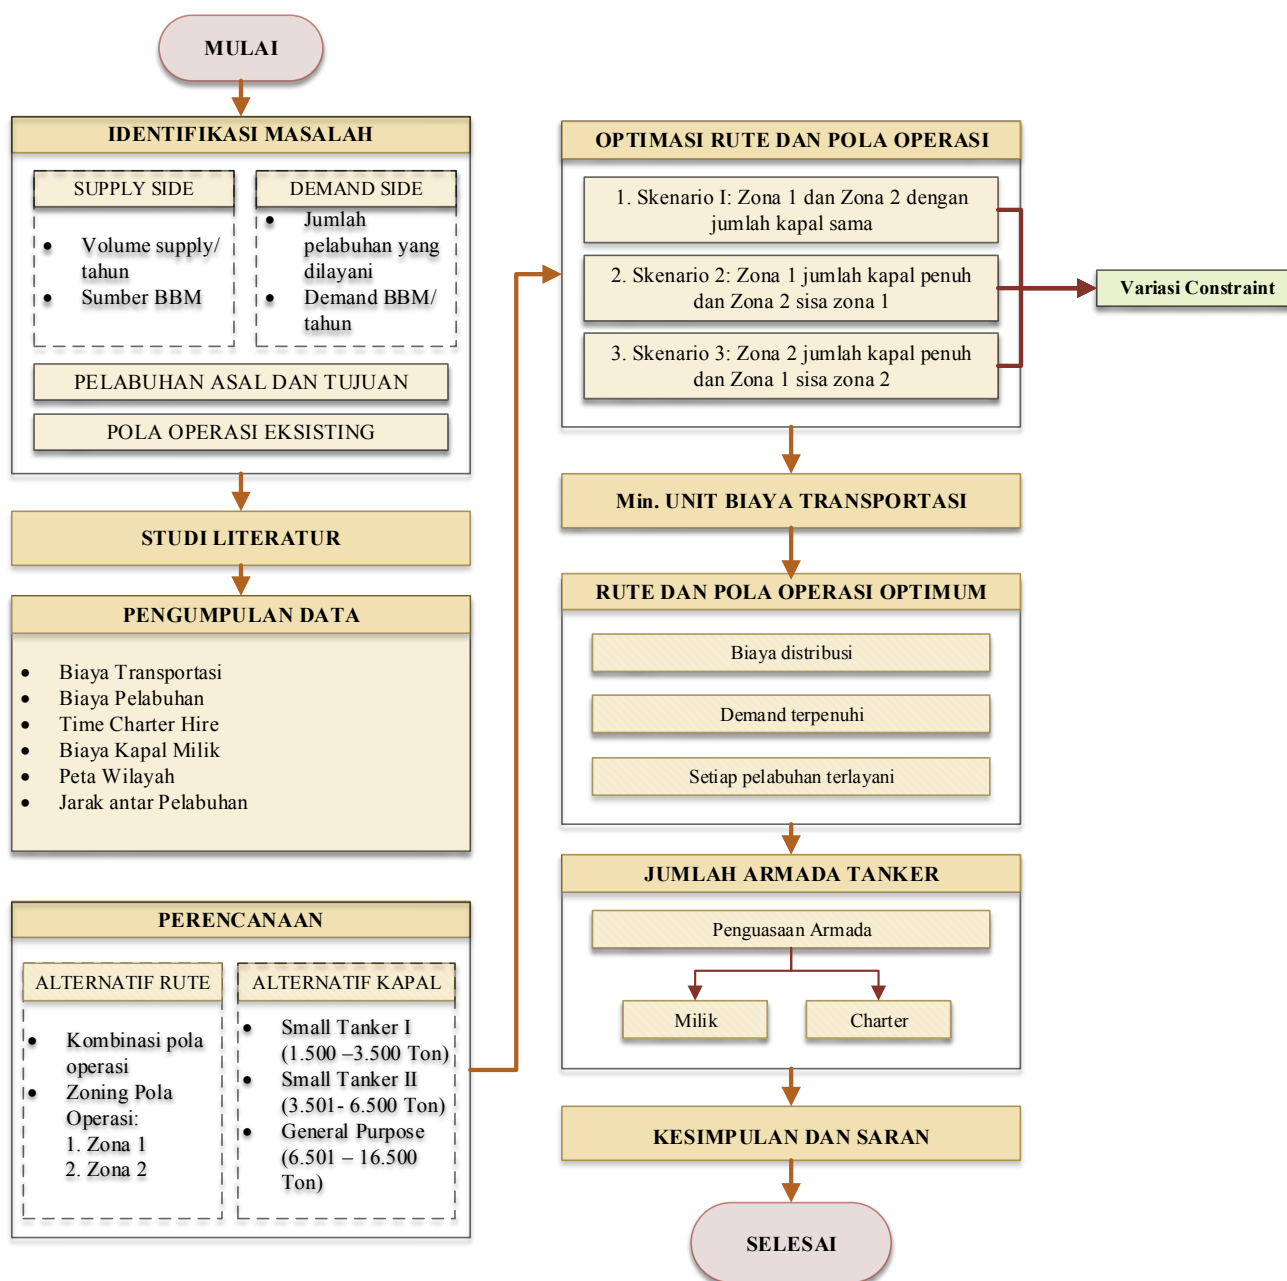 MULAI
IDENTIFIKASI MASALAH
SUPPLY SIDE
• Volume supply/
tahun
• Sumber BBM
DEMAND SIDE
• Jumlah
pelabuhan yang
dilayani
• Demand BBM/
tahun
PELABUHAN ASAL DAN TUJUAN
POLA OPERASI EKSISTING
STUDI LITERATUR
PENGUMPULAN DATA
• Biaya Transportasi
• Biaya Pelabuhan
• Time Charter Hire
• Biaya Kapal Milik
• Peta Wilayah
• Jarak antar Pelabuhan
PERENCANAAN
ALTERNATIF RUTE
• Kombinasi pola
operasi
• Zoning Pola
Operasi:
1. Zona 1
2. Zona 2
ALTERNATIF KAPAL
• Small Tanker I
(1.500 –3.500 Ton)
• Small Tanker II
(3.501- 6.500 Ton)
• General Purpose
(6.501 – 16.500
Ton)
OPTIMASI RUTE DAN POLA OPERASI
1. Skenario I: Zona 1 dan Zona 2 dengan
jumlah kapal sama
2. Skenario 2: Zona 1 jumlah kapal penuh
dan Zona 2 sisa zona 1
3. Skenario 3: Zona 2 jumlah kapal penuh
dan Zona 1 sisa zona 2
Variasi Constraint
Min. UNIT BIAYA TRANSPORTASI
RUTE DAN POLA OPERASI OPTIMUM
Biaya distribusi
Demand terpenuhi
Setiap pelabuhan terlayani
JUMLAH ARMADA TANKER
Penguasaan Armada
Milik
Charter
KESIMPULAN DAN SARAN
SELESAI